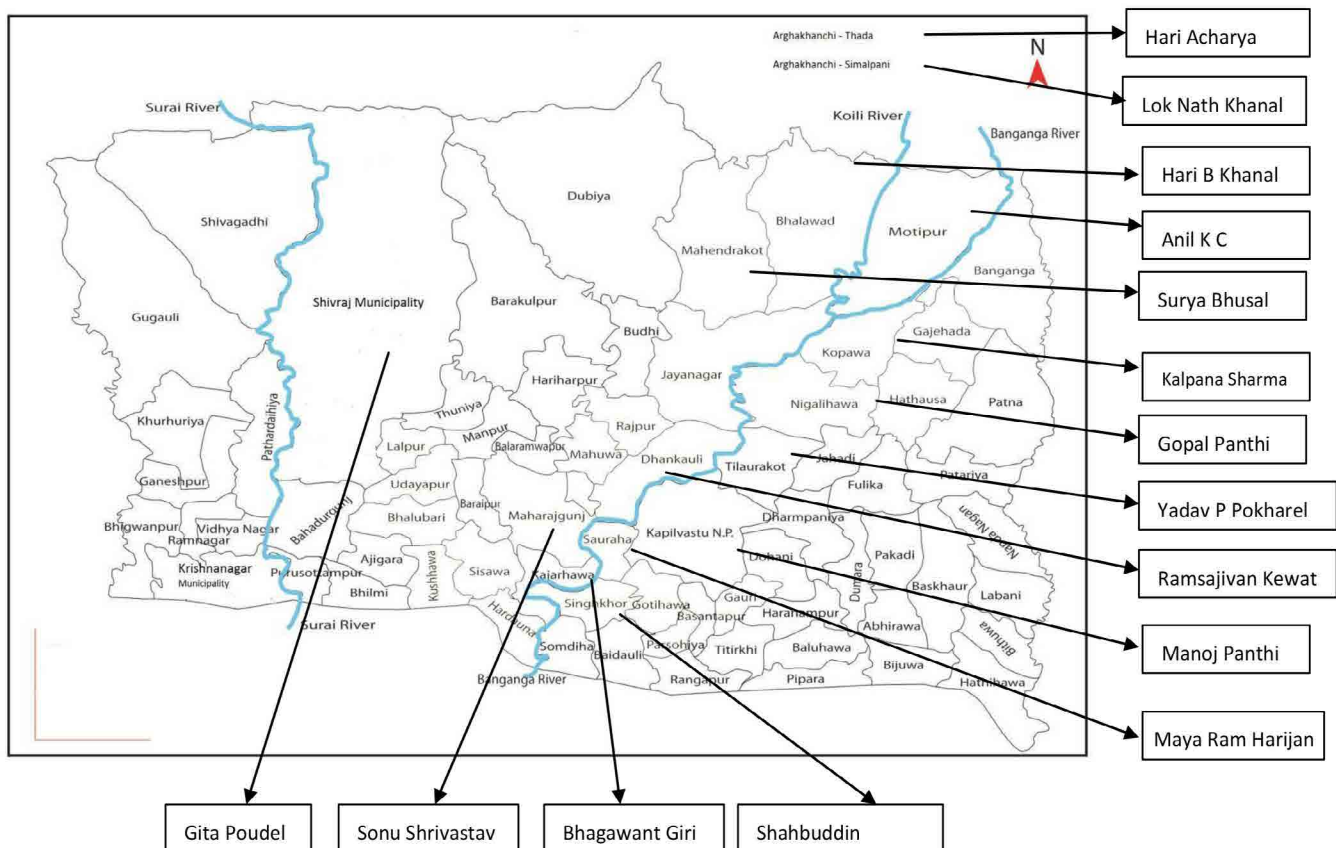 Arghakhanchi - Thada
Hari Acharya
N
Arghakhanchi - Simalpani
Lok Nath Khanal
Surai River
Koili River
Banganga River
Hari B Khanal
Dubiya
Shivagadhi
Bhalawad
Motipur
Anil K C
Mahendrakot
Banganga
Surya Bhusal
Shivraj Municipality
Barakulpur
Gugauli
Budhi
Gajehada
Kopawa
Jayanagar
Kalpana Sharma
Hariharpur
Nigalihawa
Hathausa
Patna
Khurhuriya
Pathardaihiya
Thuniya
Rajpur
Manpur
Balaramwapur
Lalpur
Mahuwa
Dhankauli
Gopal Panthi
Tilaurakot
Jahadi
Patariya
Ganeshpur
Udayapur
Fulika
Baraipur
Yadav P Pokharel
Bhigwanpur
Vidhya Nagar
Bahadurgunj
Bhalubari
Maharajgunj
Dharmpaniya
Nanda Nagan
Ramnagar
Sauraha
Kapilvastu N.P.
Dohani
Pakadi
Krishnanagar
Municipality
Purusottampur
Ajigara
Kushhawa
Sisawa
Kajarhawa
Dumara
Baskhaur
Labani
Ramsajivan Kewat
Bhilmi
Singhkhor
Gotihawa
Gauri
Haranampur
Basantapur
Abhirawa
Bithuwa
Surai River
Hardauna
Somdiha
Baidauli
Parsohiya
Titirkhi
Baluhawa
Bijuwa
Manoj Panthi
Banganga River
Rangapur
Pipara
Hathihawa
Maya Ram Harijan
Gita Poudel
Sonu Shrivastav
Bhagawant Giri
Shahbuddin